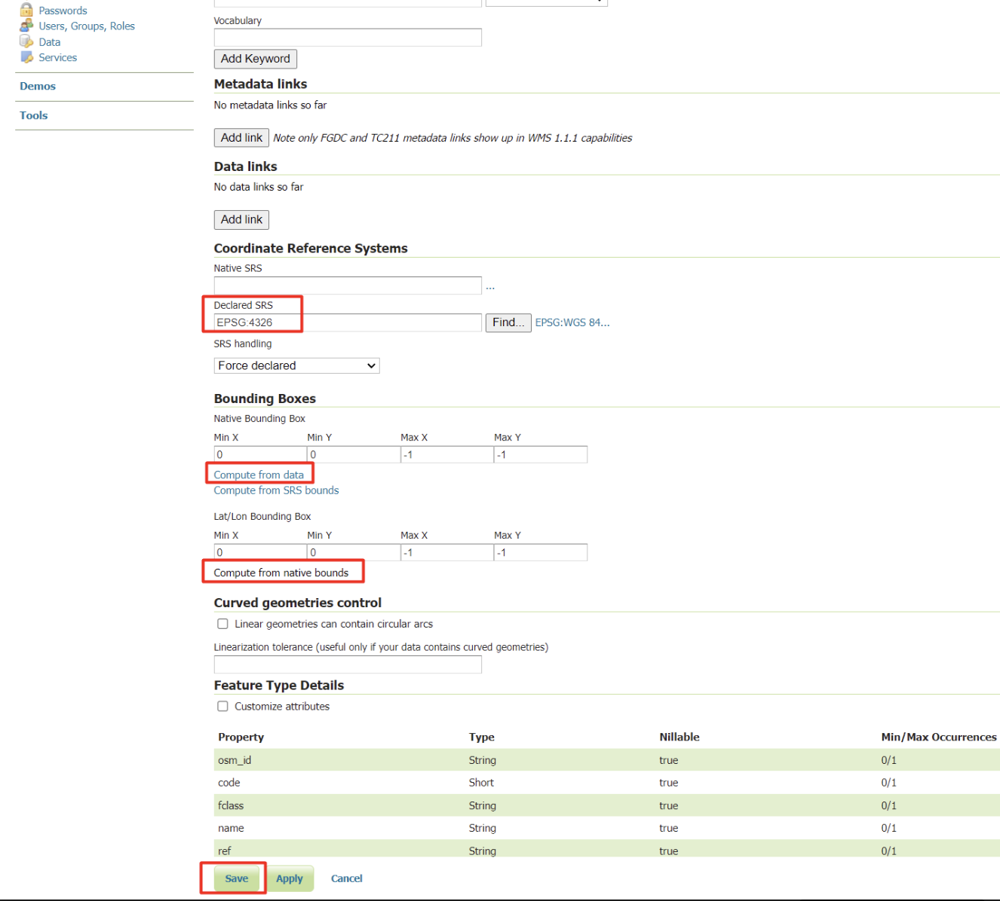 Passwords
Users, Groups, Roles
Data
Services
Demos
Tools
Vocabulary
Add Keyword
Metadata links
No metadata links so far
Add link Note only FGDC and TC211 metadata links show up in WMS 1.1.1 capabilities
Data links
No data links so far
Add link
Coordinate Reference Systems
Native SRS
...
Declared SRS
EPSG:4326 Find... EPSG:WGS 84...
SRS handling
Force declared
Bounding Boxes
Native Bounding Box
Min X Min Y Max X Max Y
0 0 -1 -1
Compute from data
Compute from SRS bounds
Lat/Lon Bounding Box
Min X Min Y Max X Max Y
0 0 -1 -1
Compute from native bounds
Curved geometries control
Linear geometries can contain circular arcs
Linearization tolerance (useful only if your data contains curved geometries)
Feature Type Details
Customize attributes
Property Type Nillable Min/Max Occurrences
osm_id String true 0/1
code Short true 0/1
fclass String true 0/1
name String true 0/1
ref String true 0/1
Save Apply Cancel